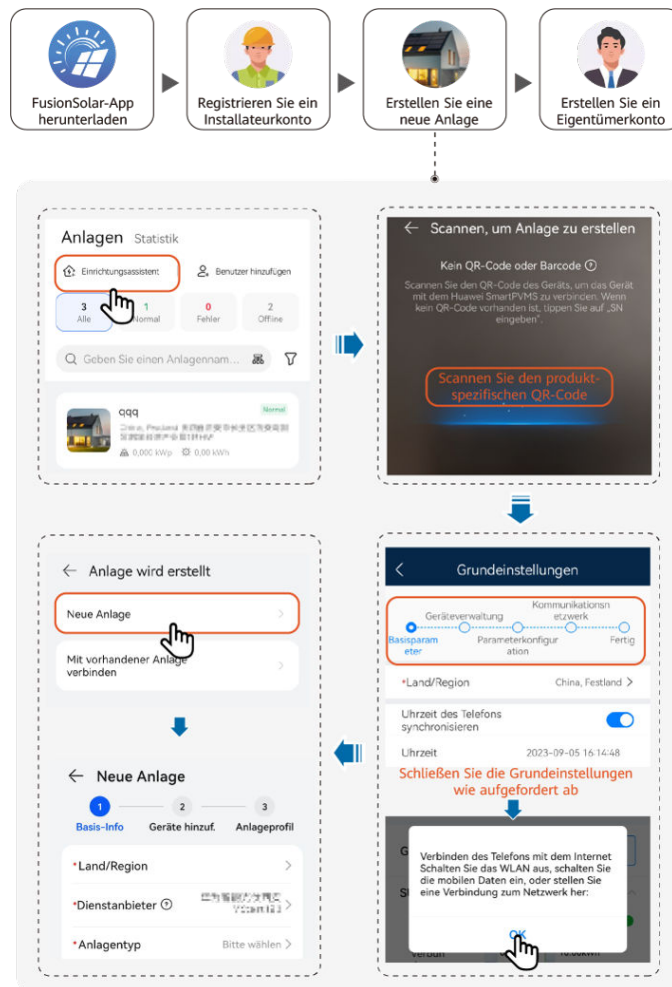 FusionSolar-App
herunterladen
Registrieren Sie ein
Installateurkonto
Erstellen Sie eine
neue Anlage
Erstellen Sie ein
Eigentümerkonto
Anlagen Statistik
Einrichtungsassistent
Benutzer hinzufügen
3
Alle
1
Normal
0
Fehler
2
Offline
Geben Sie einen Anlagennam...
qqq
Normal
0,000 kWp 0,00 kWh
Scannen, um Anlage zu erstellen
Kein QR-Code oder Barcode
Scannen Sie den QR-Code des Geräts, um das Gerät
mit dem Huawei SmartPVMS zu verbinden. Wenn
kein QR-Code vorhanden ist, tippen Sie auf „SN
eingeben".
Scannen Sie den produkt-
spezifischen QR-Code
Grundeinstellungen
Geräteverwaltung
Kommunikationsn
etzwerk
Basisparam
eter
Parameterkonfigur
ation
Fertig
*Land/Region China, Festland
Uhrzeit des Telefons
synchronisieren
Uhrzeit 2023-09-05 16:14:48
Schließen Sie die Grundeinstellungen
wie aufgefordert ab
Verbinden des Telefons mit dem Internet
Schalten Sie das WLAN aus, schalten Sie
die mobilen Daten ein, oder stellen Sie
eine Verbindung zum Netzwerk her:
OK
Anlage wird erstellt
Neue Anlage
Mit vorhandener Anlage
verbinden
Neue Anlage
1 2 3
Basis-Info Geräte hinzuf. Anlageprofil
*Land/Region
*Dienstanbieter
*Anlagentyp Bitte wählen